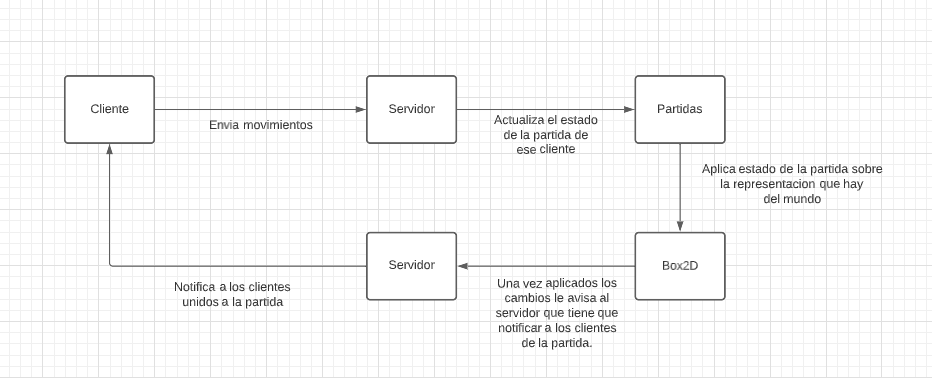 Cliente
Envia movimientos
Servidor
Actualiza el estado
de la partida de
ese cliente
Partidas
Aplica estado de la partida sobre
la representacion que hay
del mundo
Box2D
Una vez aplicados los
cambios le avisa al
servidor que tiene que
notificar a los clientes
de la partida.
Servidor
Notifica a los clientes
unidos a la partida